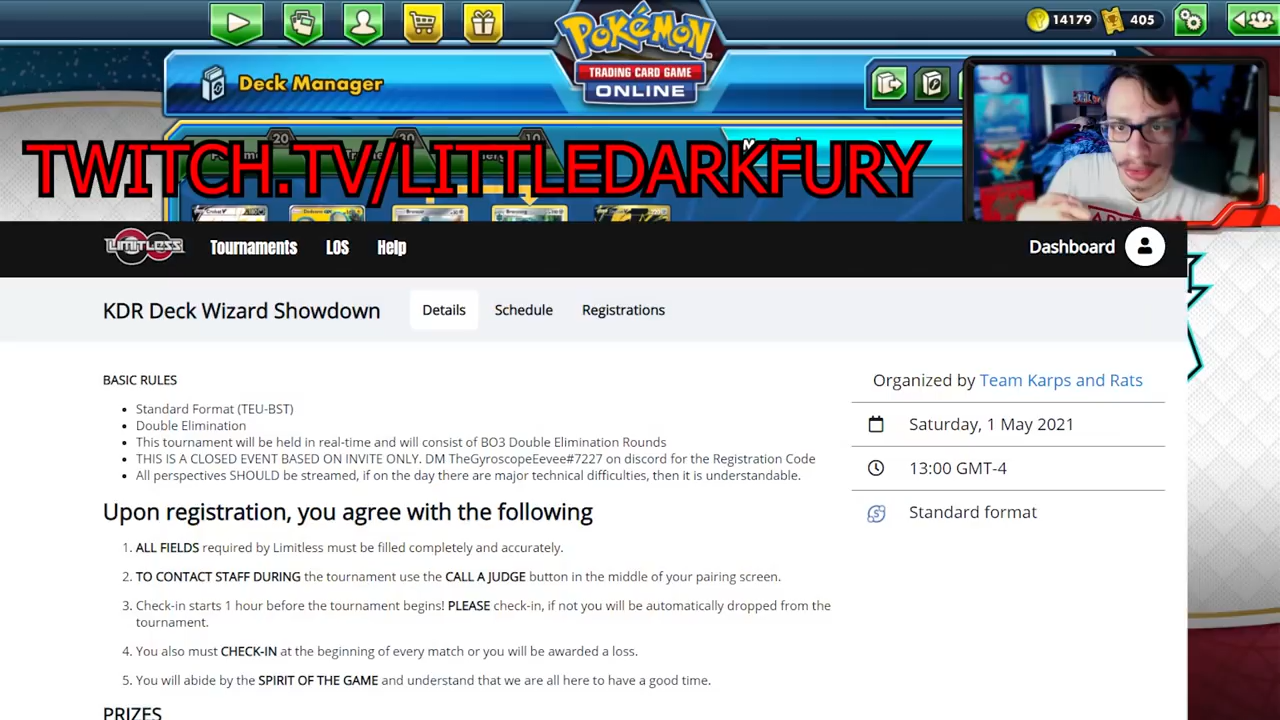 14179
405
POKéMON
TRADING CARD GAME
ONLINE
Deck Manager
20
30
10
TWITCH.TV/LITTLEDARKFURY
LIMITLESS
Tournaments
LOS
Help
Dashboard
KDR Deck Wizard Showdown
Details
Schedule
Registrations
BASIC RULES
• Standard Format (TEU-BST)
• Double Elimination
• This tournament will be held in real-time and will consist of BO3 Double Elimination Rounds
• THIS IS A CLOSED EVENT BASED ON INVITE ONLY. DM TheGyroscopeEevee#7227 on discord for the Registration Code
• All perspectives SHOULD be streamed, if on the day there are major technical difficulties, then it is understandable.
Organized by Team Karps and Rats
Saturday, 1 May 2021
13:00 GMT-4
Standard format
Upon registration, you agree with the following
1. ALL FIELDS required by Limitless must be filled completely and accurately.
2. TO CONTACT STAFF DURING the tournament use the CALL A JUDGE button in the middle of your pairing screen.
3. Check-in starts 1 hour before the tournament begins! PLEASE check-in, if not you will be automatically dropped from the
tournament.
4. You also must CHECK-IN at the beginning of every match or you will be awarded a loss.
5. You will abide by the SPIRIT OF THE GAME and understand that we are all here to have a good time.
PRIZES